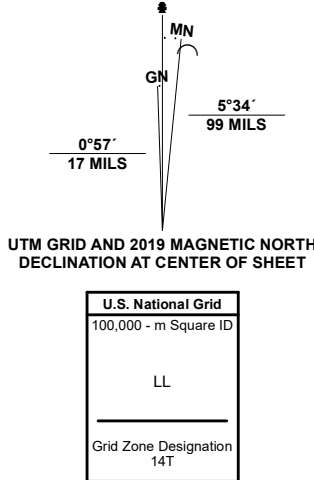 MN
GN
5°34´
99 MILS
0°57´
17 MILS
UTM GRID AND 2019 MAGNETIC NORTH
DECLINATION AT CENTER OF SHEET
U.S. National Grid
100,000 - m Square ID
LL
Grid Zone Designation
14T